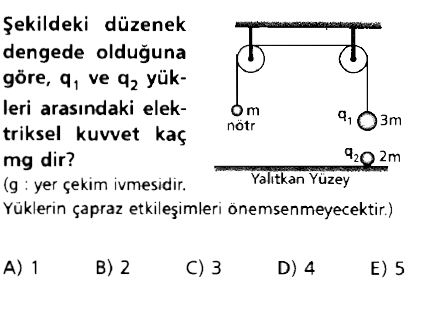 Şekildeki düzenek
dengede olduğuna
göre, q₁ ve q₂ yük-
leri arasındaki elek-
triksel kuvvet kaç
mg dir?
(g : yer çekim ivmesidir.
Yüklerin çapraz etkileşimleri önemsenmeyecektir.)
m
nötr
q₁ 3m
q₂ 2m
Yalıtkan Yüzey
A) 1 B) 2 C) 3 D) 4 E) 5